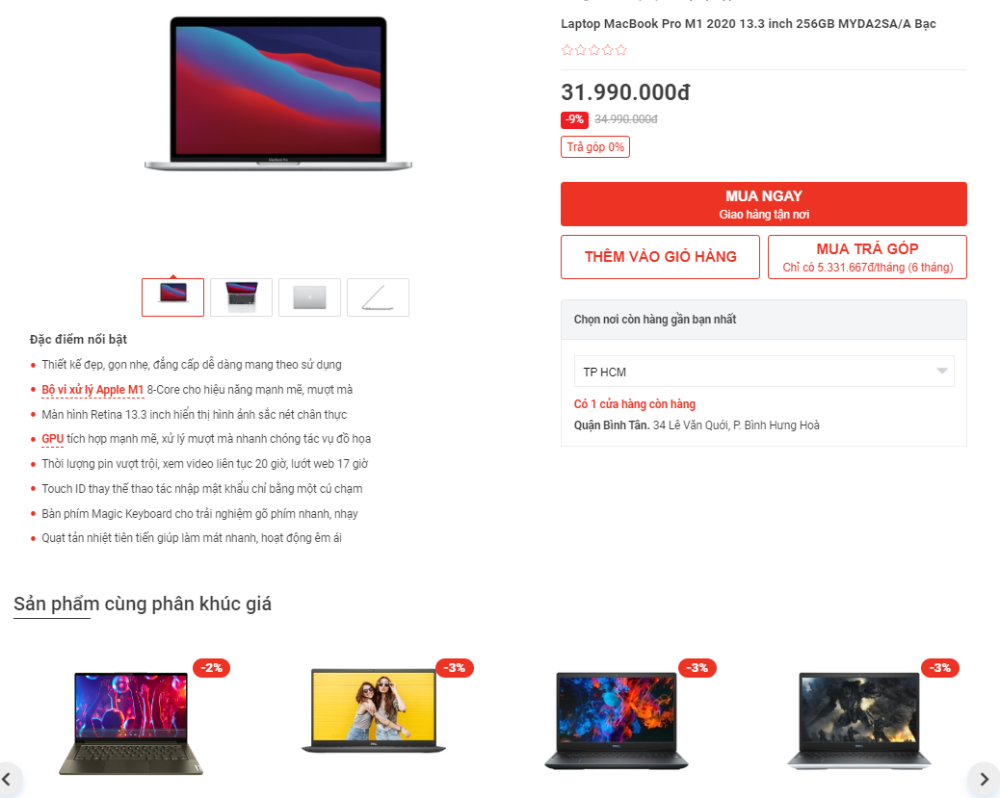 Laptop MacBook Pro M1 2020 13.3 inch 256GB MYDA2SA/A Bạc
31.990.000đ
-9% 34.990.000đ
Trả góp 0%
MUA NGAY
Giao hàng tận nơi
THÊM VÀO GIỎ HÀNG
MUA TRẢ GÓP
Chỉ có 5.331.667đ/tháng (6 tháng)
Chọn nơi còn hàng gần bạn nhất
TP HCM
Có 1 cửa hàng còn hàng
Quận Bình Tân. 34 Lê Văn Quới, P. Bình Hưng Hoà
MacBook Pro
Đặc điểm nổi bật
Thiết kế đẹp, gọn nhẹ, đẳng cấp dễ dàng mang theo sử dụng
Bộ vi xử lý Apple M1 8-Core cho hiệu năng mạnh mẽ, mượt mà
Màn hình Retina 13.3 inch hiển thị hình ảnh sắc nét chân thực
GPU tích hợp mạnh mẽ, xử lý mượt mà nhanh chóng tác vụ đồ họa
Thời lượng pin vượt trội, xem video liên tục 20 giờ, lướt web 17 giờ
Touch ID thay thế thao tác nhập mật khẩu chỉ bằng một cú chạm
Bàn phím Magic Keyboard cho trải nghiệm gõ phím nhanh, nhạy
Quạt tản nhiệt tiên tiến giúp làm mát nhanh, hoạt động êm ái
Sản phẩm cùng phân khúc giá
-2%
-3%
-3%
-3%